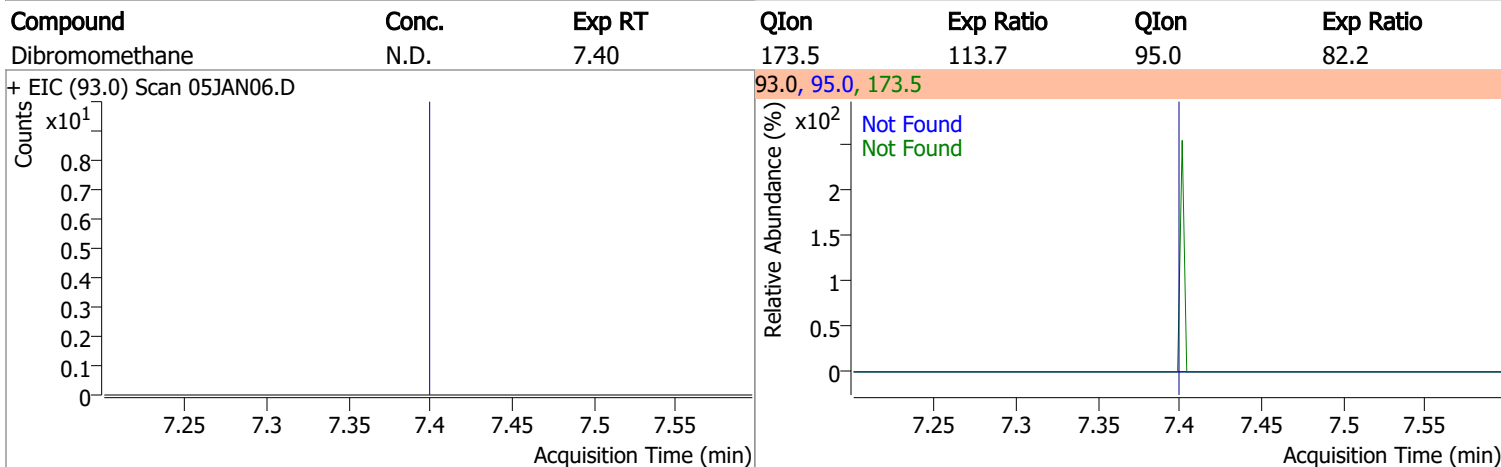 Compound Conc. Exp RT QIon Exp Ratio QIon Exp Ratio
Dibromomethane N.D. 7.40 173.5 113.7 95.0 82.2
+ EIC (93.0) Scan 05JAN06.D
Counts
x10¹
0.8
0.7
0.6
0.5
0.4
0.3
0.2
0.1
0
7.25 7.3 7.35 7.4 7.45 7.5 7.55
Acquisition Time (min)
93.0, 95.0, 173.5
Relative Abundance (%)
x10²
Not Found
Not Found
2
1.5
1
0.5
0
7.25 7.3 7.35 7.4 7.45 7.5 7.55
Acquisition Time (min)